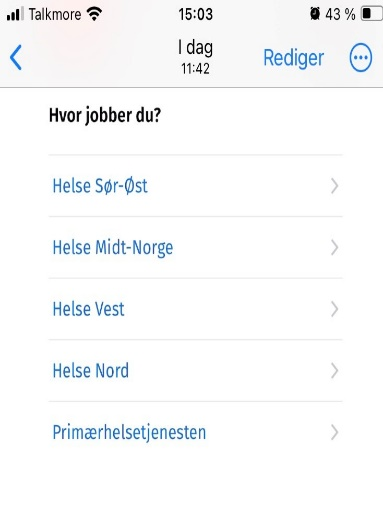 Talkmore 15:03 43 %
I dag
11:42
Rediger
Hvor jobber du?
Helse Sør-Øst
Helse Midt-Norge
Helse Vest
Helse Nord
Primærhelsetjenesten